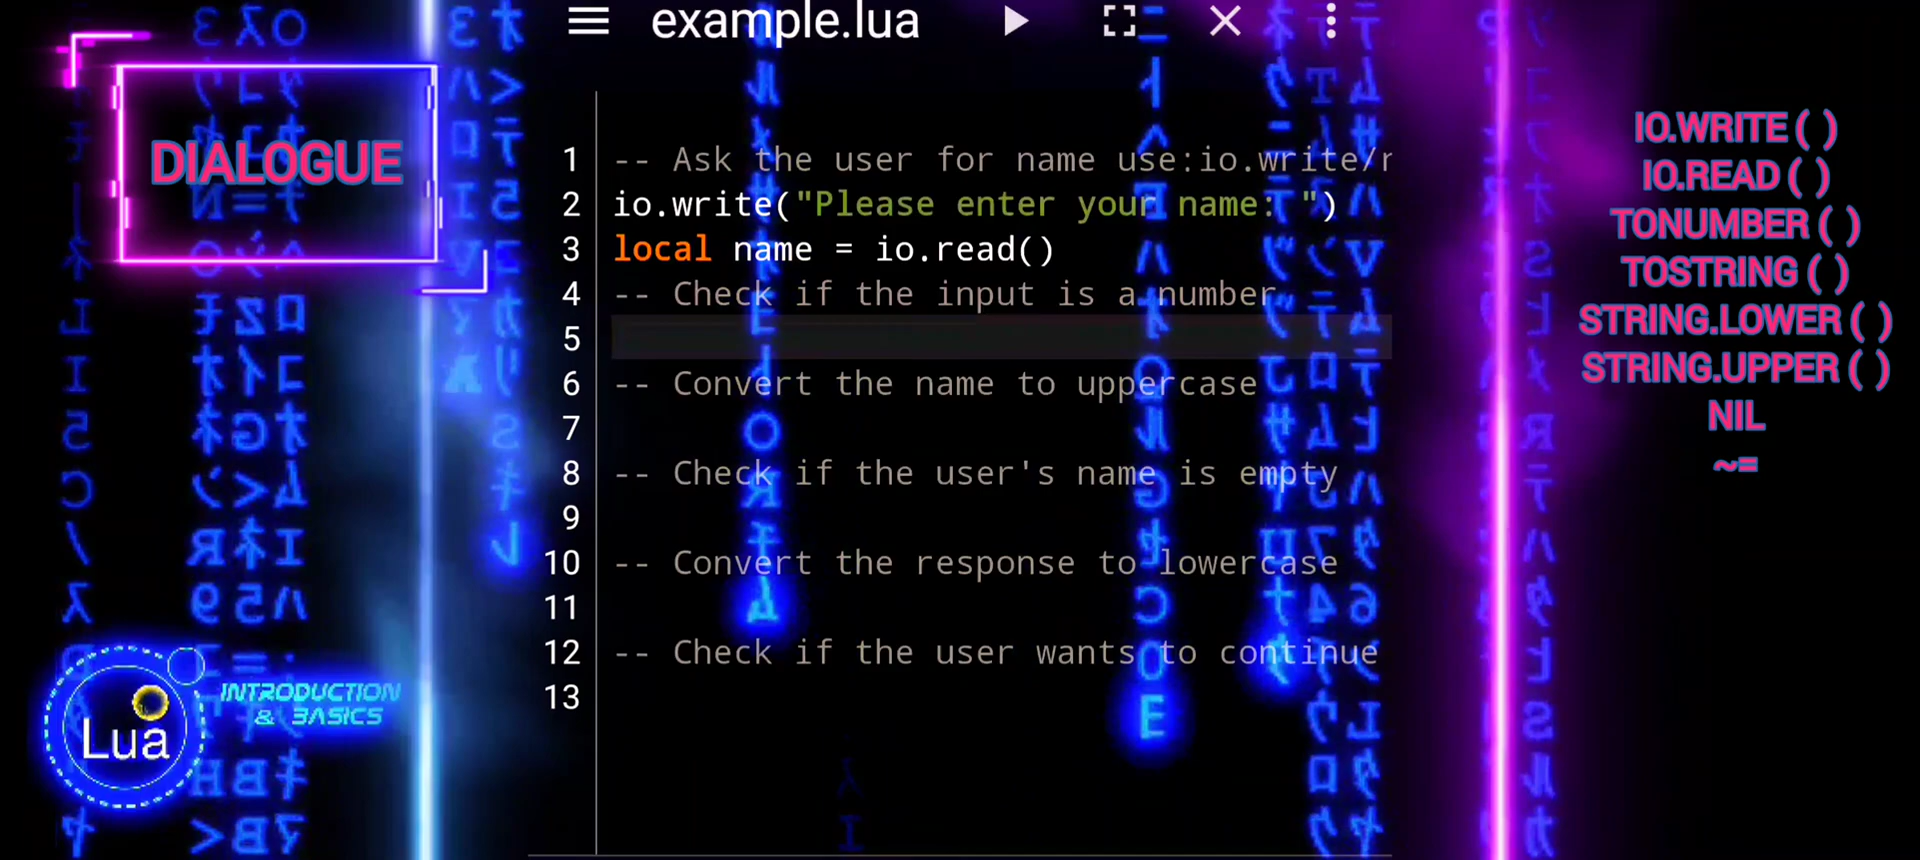 DIALOGUE
Lua
INTRODUCTION
& BASICS
example.lua
1 -- Ask the user for name use:io.write/r
2 io.write("Please enter your name: ")
3 local name = io.read()
4 -- Check if the input is a number
5
6 -- Convert the name to uppercase
7
8 -- Check if the user's name is empty
9
10 -- Convert the response to lowercase
11
12 -- Check if the user wants to continue
13
IO.WRITE ( )
IO.READ ( )
TONUMBER ( )
TOSTRING ( )
STRING.LOWER ( )
STRING.UPPER ( )
NIL
~=